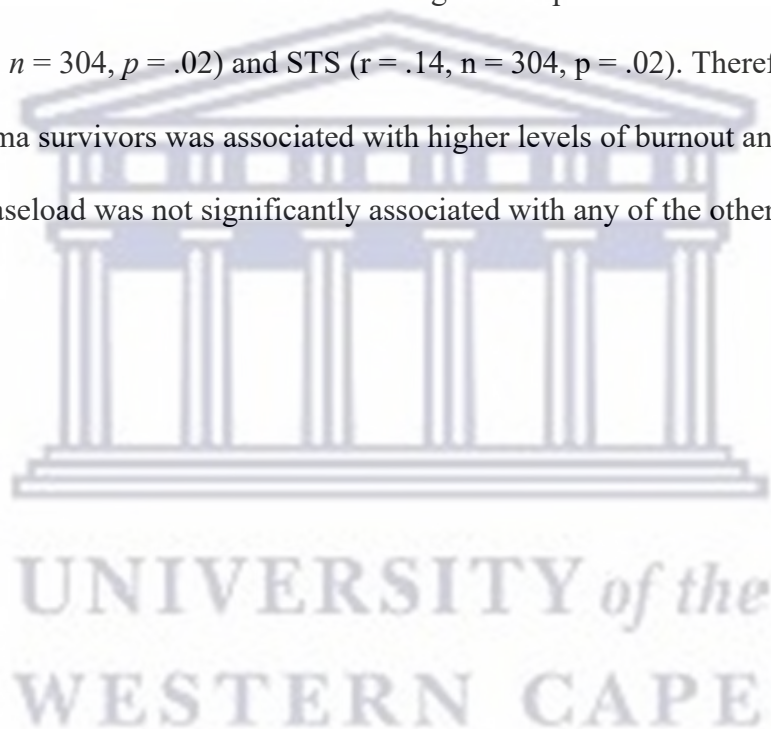 n = 304, p = .02) and STS (r = .14, n = 304, p = .02). Theref
ma survivors was associated with higher levels of burnout an
aseload was not significantly associated with any of the other
UNIVERSITY of the
WESTERN CAPE